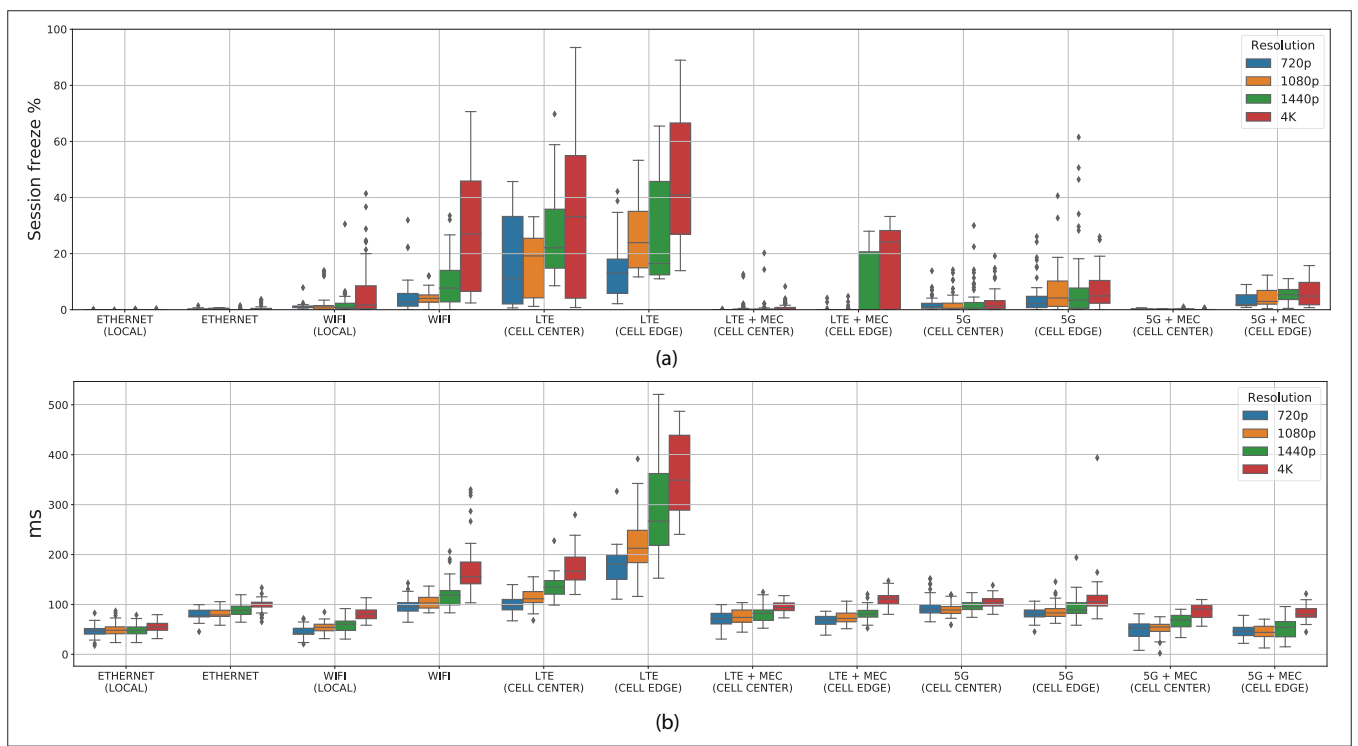 100
80
60
40
20
0
Session freeze %
Resolution
720p
1080p
1440p
4K
ETHERNET
(LOCAL)
ETHERNET
WIFI
(LOCAL)
WIFI
LTE
(CELL CENTER)
LTE
(CELL EDGE)
LTE + MEC
(CELL CENTER)
LTE + MEC
(CELL EDGE)
5G
(CELL CENTER)
5G
(CELL EDGE)
5G + MEC
(CELL CENTER)
5G + MEC
(CELL EDGE)
(a)
500
400
300
200
100
0
ms
Resolution
720p
1080p
1440p
4K
ETHERNET
(LOCAL)
ETHERNET
WIFI
(LOCAL)
WIFI
LTE
(CELL CENTER)
LTE
(CELL EDGE)
LTE + MEC
(CELL CENTER)
LTE + MEC
(CELL EDGE)
5G
(CELL CENTER)
5G
(CELL EDGE)
5G + MEC
(CELL CENTER)
5G + MEC
(CELL EDGE)
(b)